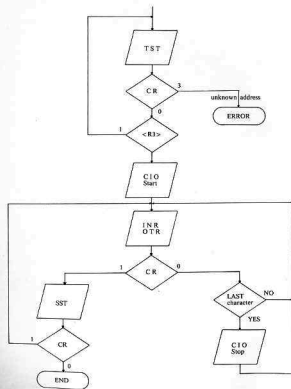 TST
CR
3
unknown address
0
ERROR
1
<R3>
CIO
Start
INR
OTR
1
CR
0
SST
LAST
character
NO
YES
1
CR
CIO
Stop
0
END